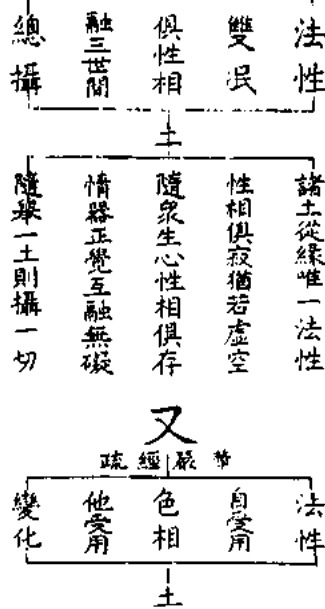 法性
雙泯
俱性相
融三世間
總攝
土
諸土從緣唯一法性
性相俱寂猶若虛空
隨眾生心性相俱存
情器正覺互融無礙
隨舉一土則攝一切
又
華嚴經疏
法性
自受用
色相
他受用
變化
土